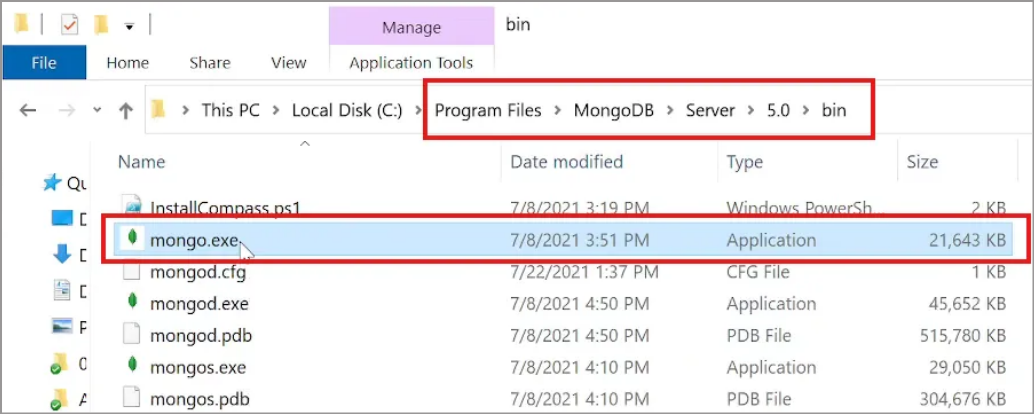 Manage bin
File Home Share View Application Tools
This PC Local Disk (C:) Program Files MongoDB Server 5.0 bin
Name Date modified Type Size
InstallCompass.ps1 7/8/2021 3:19 PM Windows PowerSh... 2 KB
mongo.exe 7/8/2021 3:51 PM Application 21,643 KB
mongod.cfg 7/22/2021 1:37 PM CFG File 1 KB
mongod.exe 7/8/2021 4:50 PM Application 45,652 KB
mongod.pdb 7/8/2021 4:50 PM PDB File 515,780 KB
mongos.exe 7/8/2021 4:10 PM Application 29,050 KB
mongos.pdb 7/8/2021 4:10 PM PDB File 304,676 KB
Qu
D
D
D
P
0
A